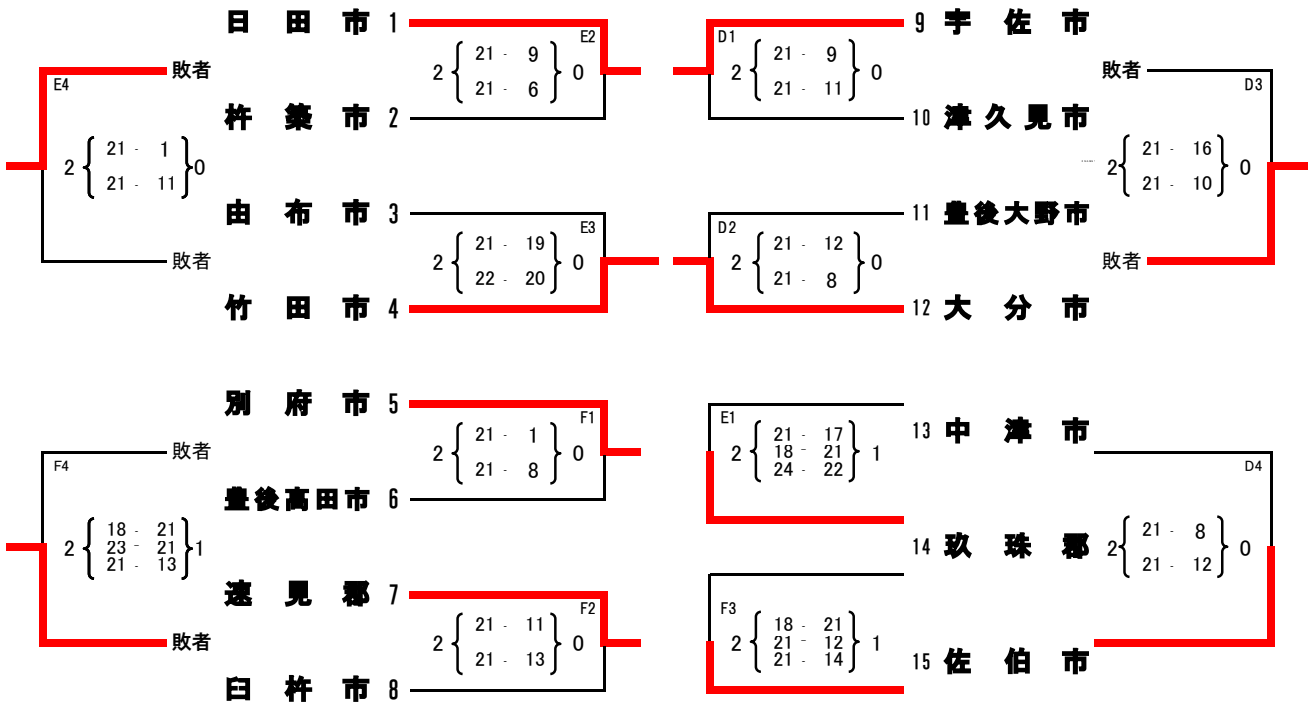 日田市 1
E2
2 21 - 9 0
21 - 6
杵築市 2
E4
敗者
2 21 - 1 0
21 - 11
敗者
由布市 3
E3
2 21 - 19 0
22 - 20
竹田市 4
別府市 5
F1
2 21 - 1 0
21 - 8
豊後高田市 6
F4
敗者
2 18 - 21 1
23 - 21
21 - 13
敗者
速見郡 7
F2
2 21 - 11 0
21 - 13
臼杵市 8
9 宇佐市
D1
2 21 - 9 0
21 - 11
10 津久見市
敗者
D3
2 21 - 16 0
21 - 10
敗者
11 豊後大野市
D2
2 21 - 12 0
21 - 8
12 大分市
E1
2 21 - 17 1
18 - 21
24 - 22
13 中津市
D4
14 玖珠郡
2 21 - 8 0
21 - 12
F3
2 18 - 21 1
21 - 12
21 - 14
15 佐伯市